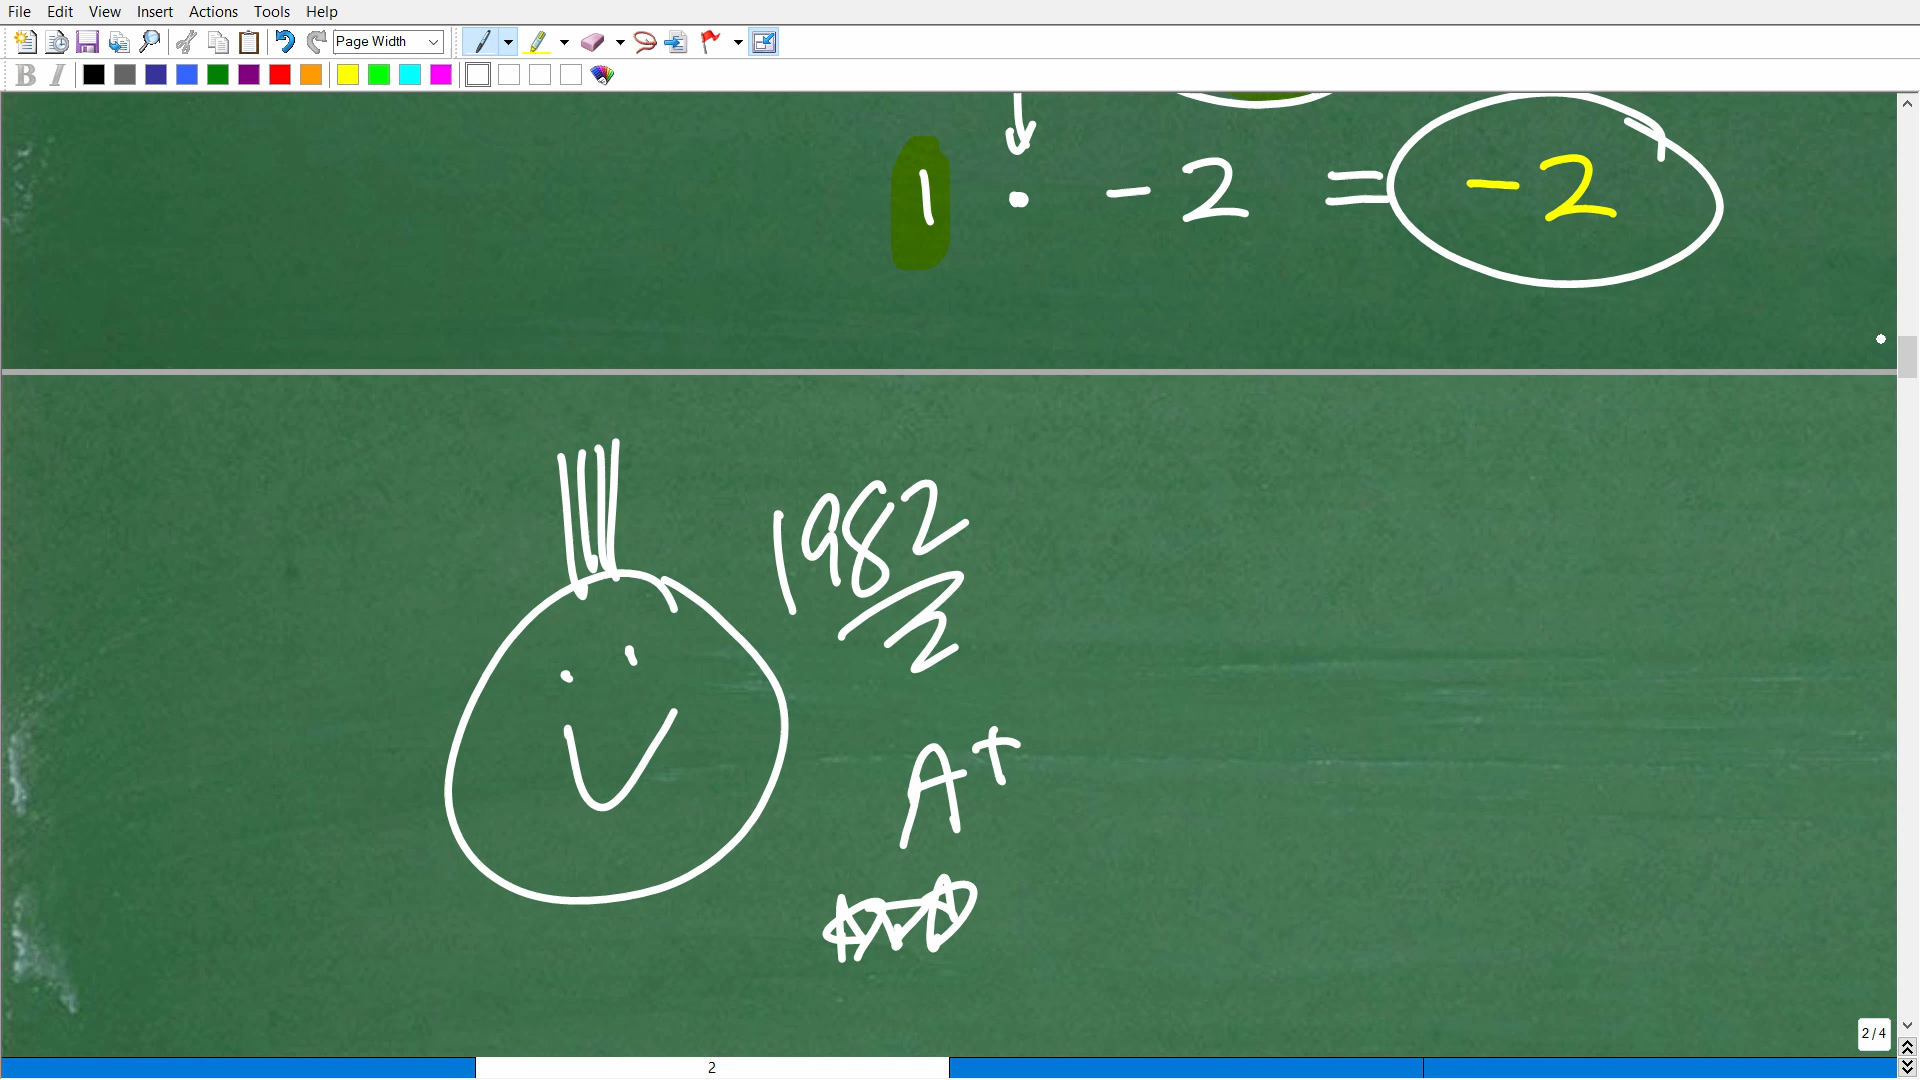 File Edit View Insert Actions Tools Help
Page Width
B I
1 · - 2 = - 2
1982
A+
2 / 4
2